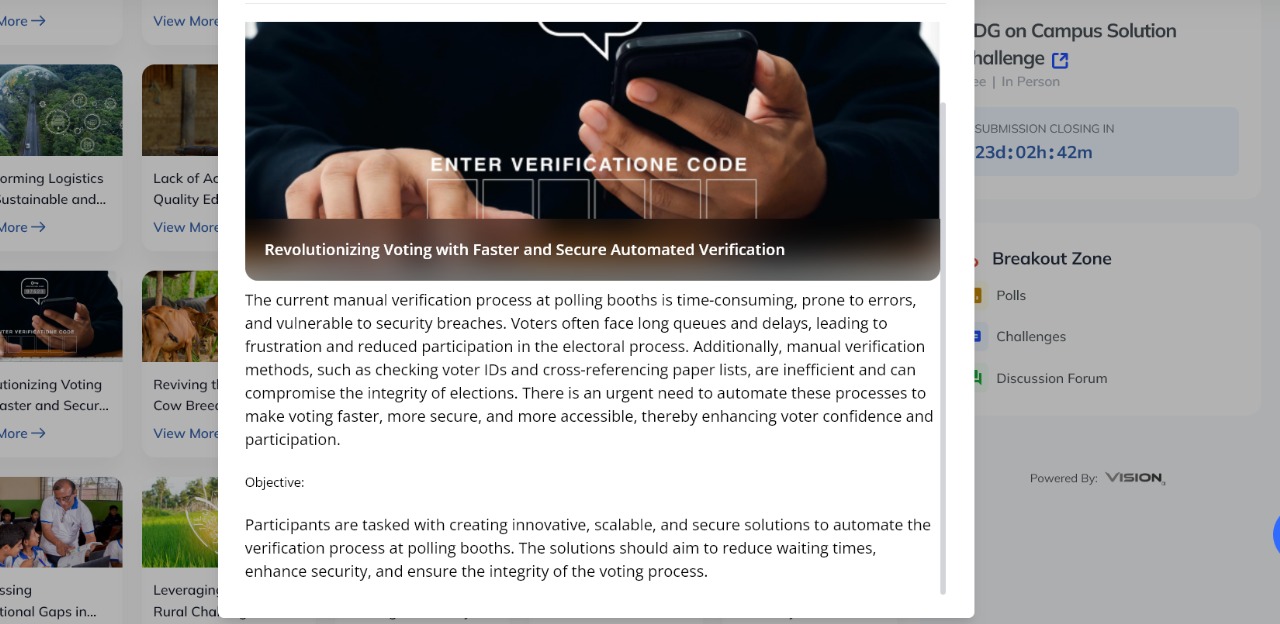 More →
View More
orming Logistics
Sustainable and...
More →
Lack of Ac
Quality Ed
View More
utionizing Voting
aster and Secur...
More →
Reviving th
Cow Breed
View More
ssing
tional Gaps in...
Leveraging
Rural Chal
ENTER VERIFICATIONE CODE
Revolutionizing Voting with Faster and Secure Automated Verification
The current manual verification process at polling booths is time-consuming, prone to errors,
and vulnerable to security breaches. Voters often face long queues and delays, leading to
frustration and reduced participation in the electoral process. Additionally, manual verification
methods, such as checking voter IDs and cross-referencing paper lists, are inefficient and can
compromise the integrity of elections. There is an urgent need to automate these processes to
make voting faster, more secure, and more accessible, thereby enhancing voter confidence and
participation.
Objective:
Participants are tasked with creating innovative, scalable, and secure solutions to automate the
verification process at polling booths. The solutions should aim to reduce waiting times,
enhance security, and ensure the integrity of the voting process.
DG on Campus Solution
hallenge
ee | In Person
SUBMISSION CLOSING IN
23d:02h:42m
Breakout Zone
Polls
Challenges
Discussion Forum
Powered By: VISION